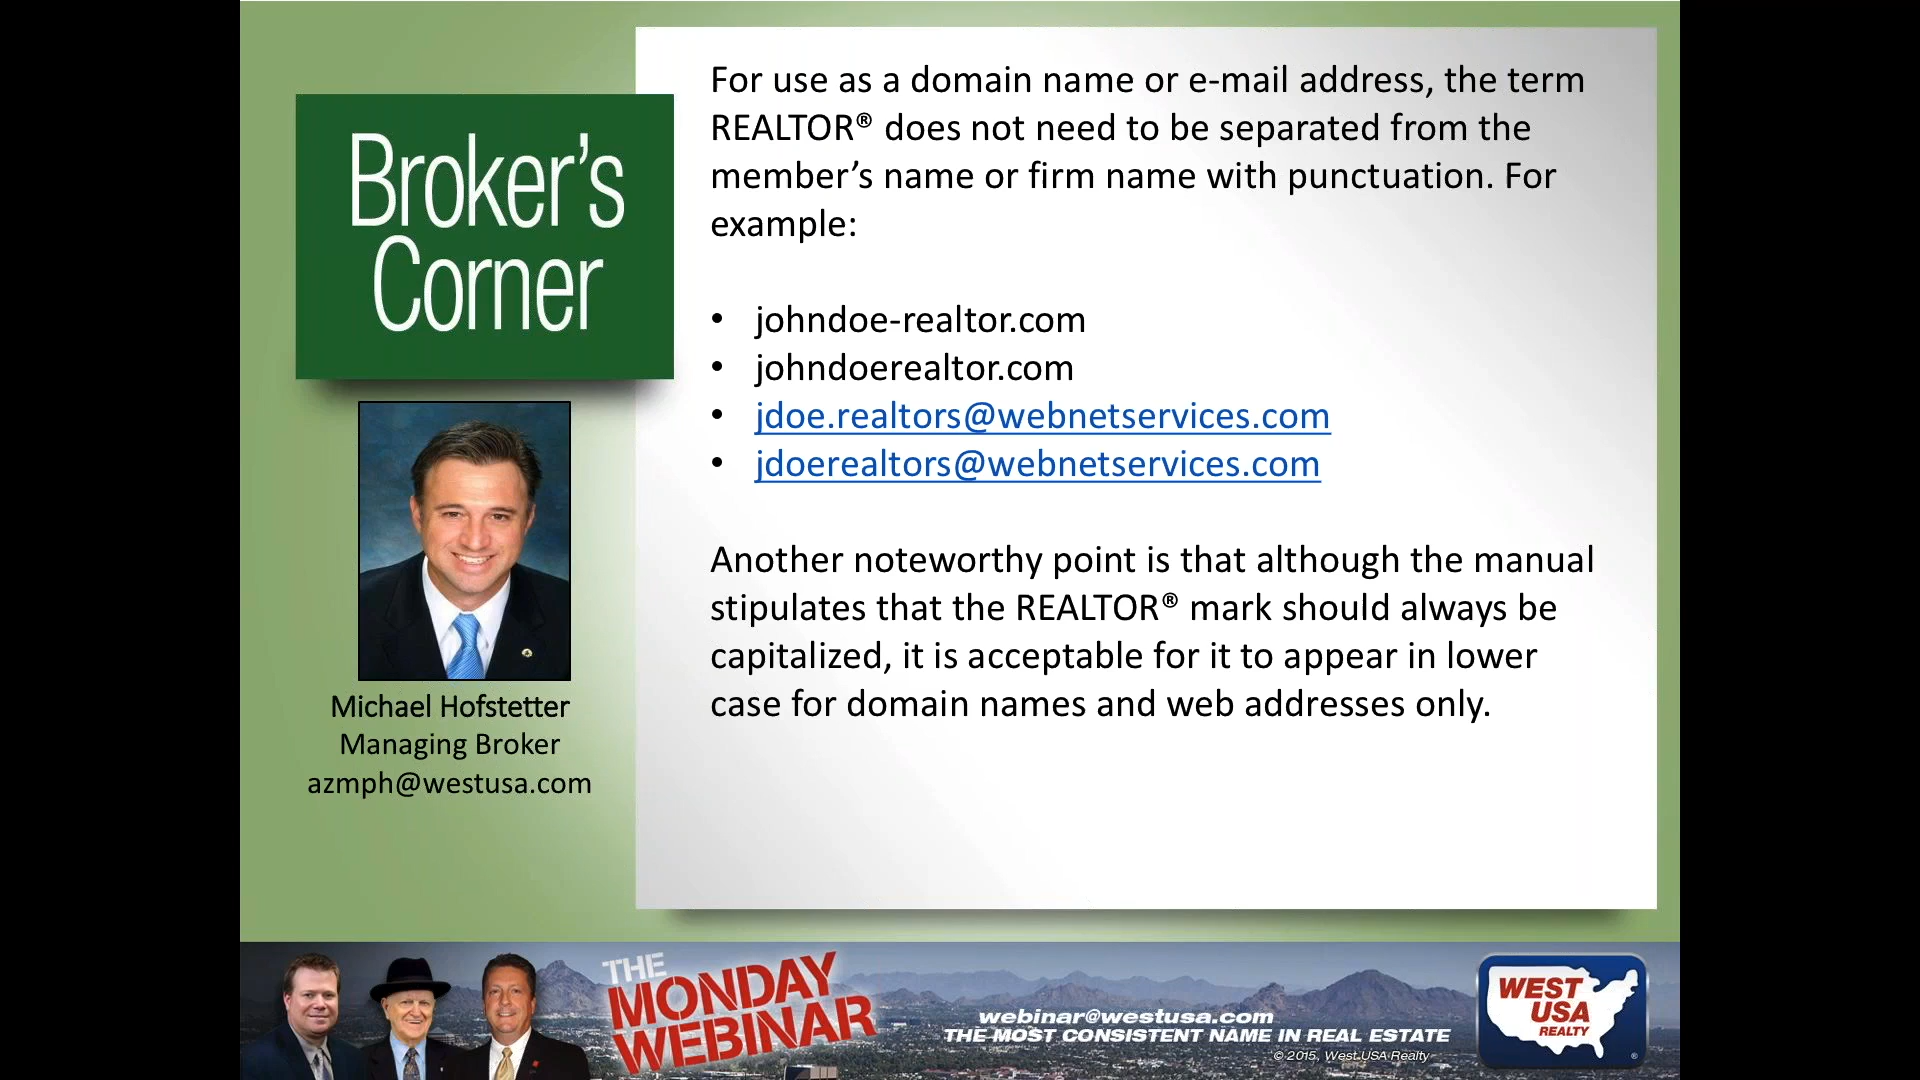 For use as a domain name or e-mail address, the term
REALTOR® does not need to be separated from the
member’s name or firm name with punctuation. For
example:
• johndoe-realtor.com
• johndoerealtor.com
• jdoe.realtors@webnetservices.com
• jdoerealtors@webnetservices.com
Another noteworthy point is that although the manual
stipulates that the REALTOR® mark should always be
capitalized, it is acceptable for it to appear in lower
case for domain names and web addresses only.
Broker’s
Corner
Michael Hofstetter
Managing Broker
azmph@westusa.com
THE
MONDAY
WEBINAR
webinar@westusa.com
THE MOST CONSISTENT NAME IN REAL ESTATE
© 2015, West USA Realty
WEST
USA
REALTY
®